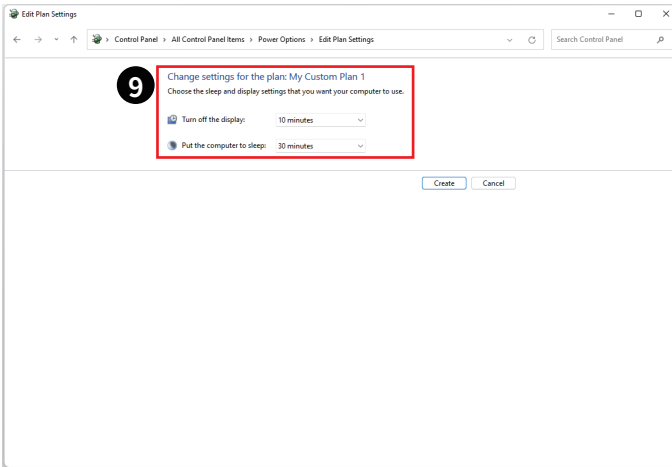 Edit Plan Settings
Control Panel > All Control Panel Items > Power Options > Edit Plan Settings
Search Control Panel
9
Change settings for the plan: My Custom Plan 1
Choose the sleep and display settings that you want your computer to use.
Turn off the display: 10 minutes
Put the computer to sleep: 30 minutes
Create Cancel